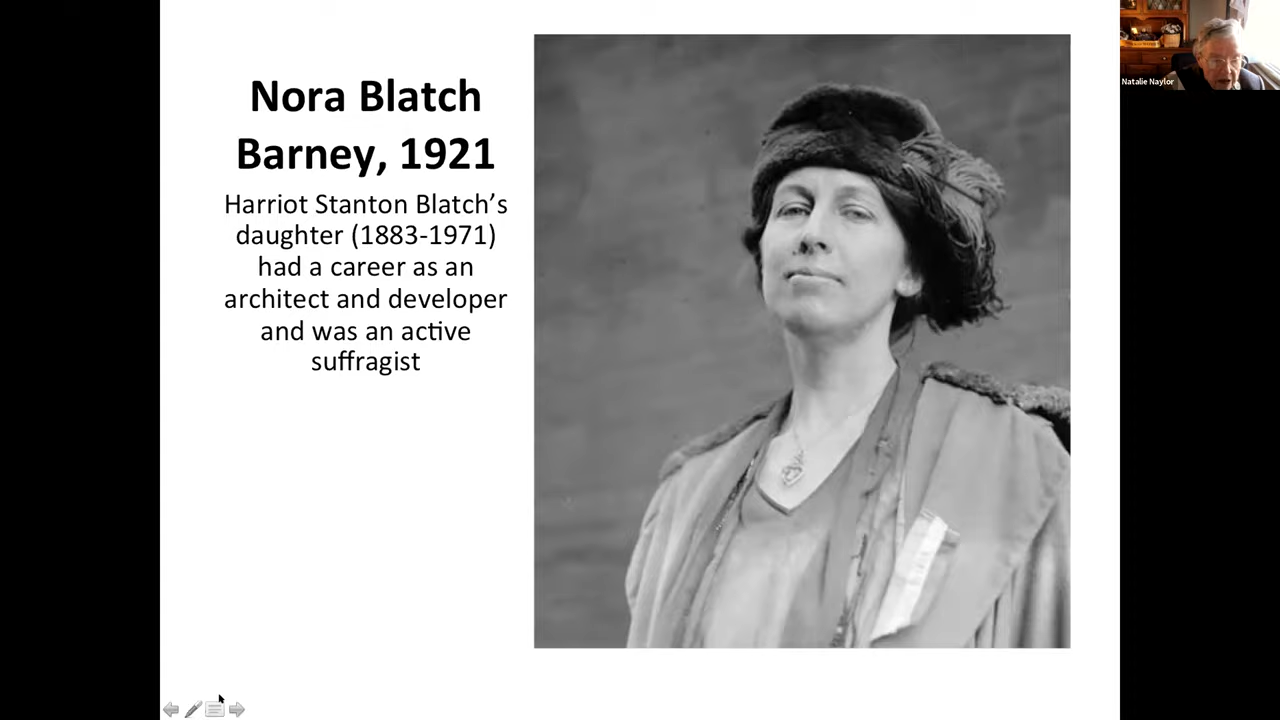 Nora Blatch
Barney, 1921
Harriot Stanton Blatch’s
daughter (1883-1971)
had a career as an
architect and developer
and was an active
suffragist
Natalie Naylor